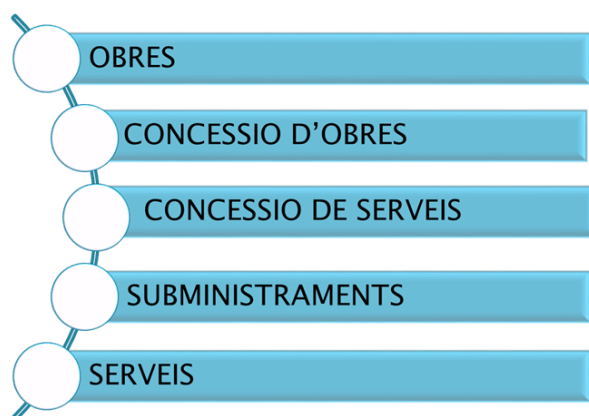 OBRES
CONCESSIO D’OBRES
CONCESSIO DE SERVEIS
SUBMINISTRAMENTS
SERVEIS